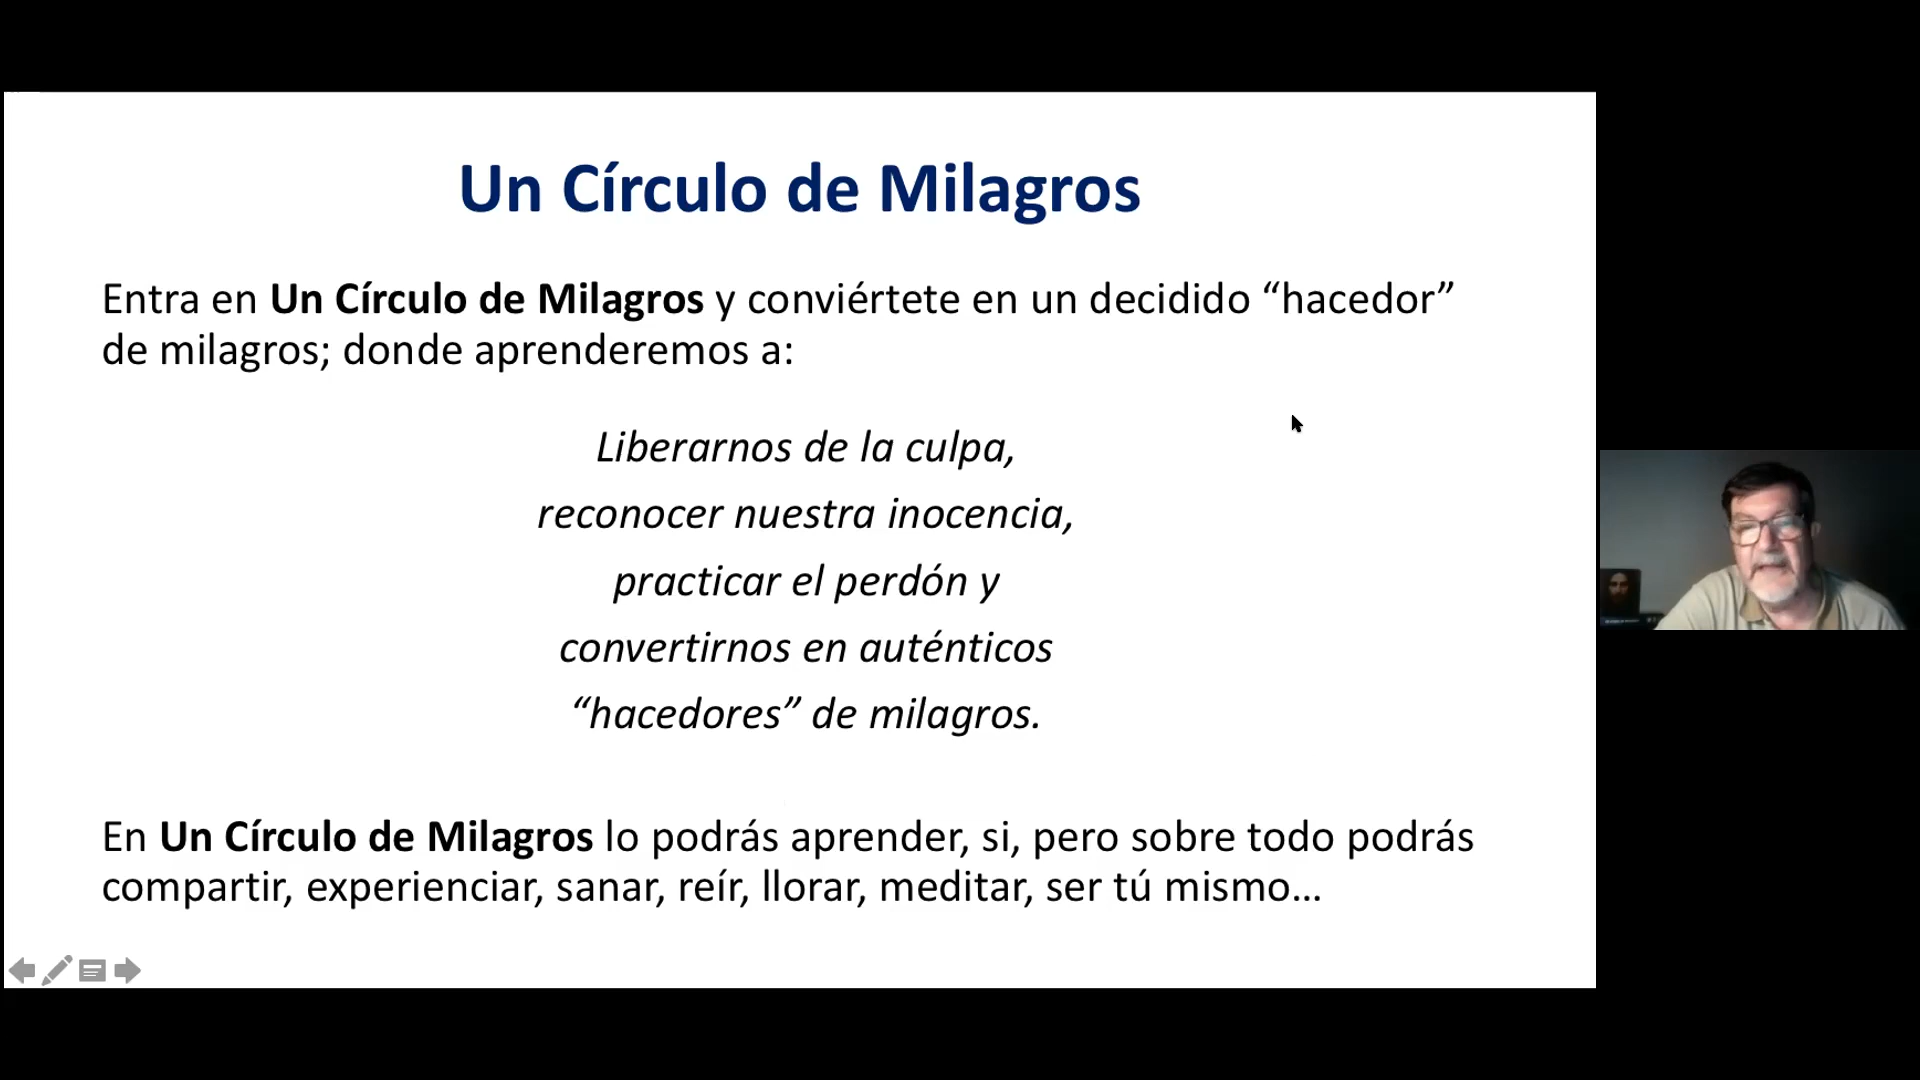 Un Círculo de Milagros
Entra en Un Círculo de Milagros y conviértete en un decidido “hacedor”
de milagros; donde aprenderemos a:
Liberarnos de la culpa,
reconocer nuestra inocencia,
practicar el perdón y
convertirnos en auténticos
“hacedores” de milagros.
En Un Círculo de Milagros lo podrás aprender, si, pero sobre todo podrás
compartir, experienciar, sanar, reír, llorar, meditar, ser tú mismo...